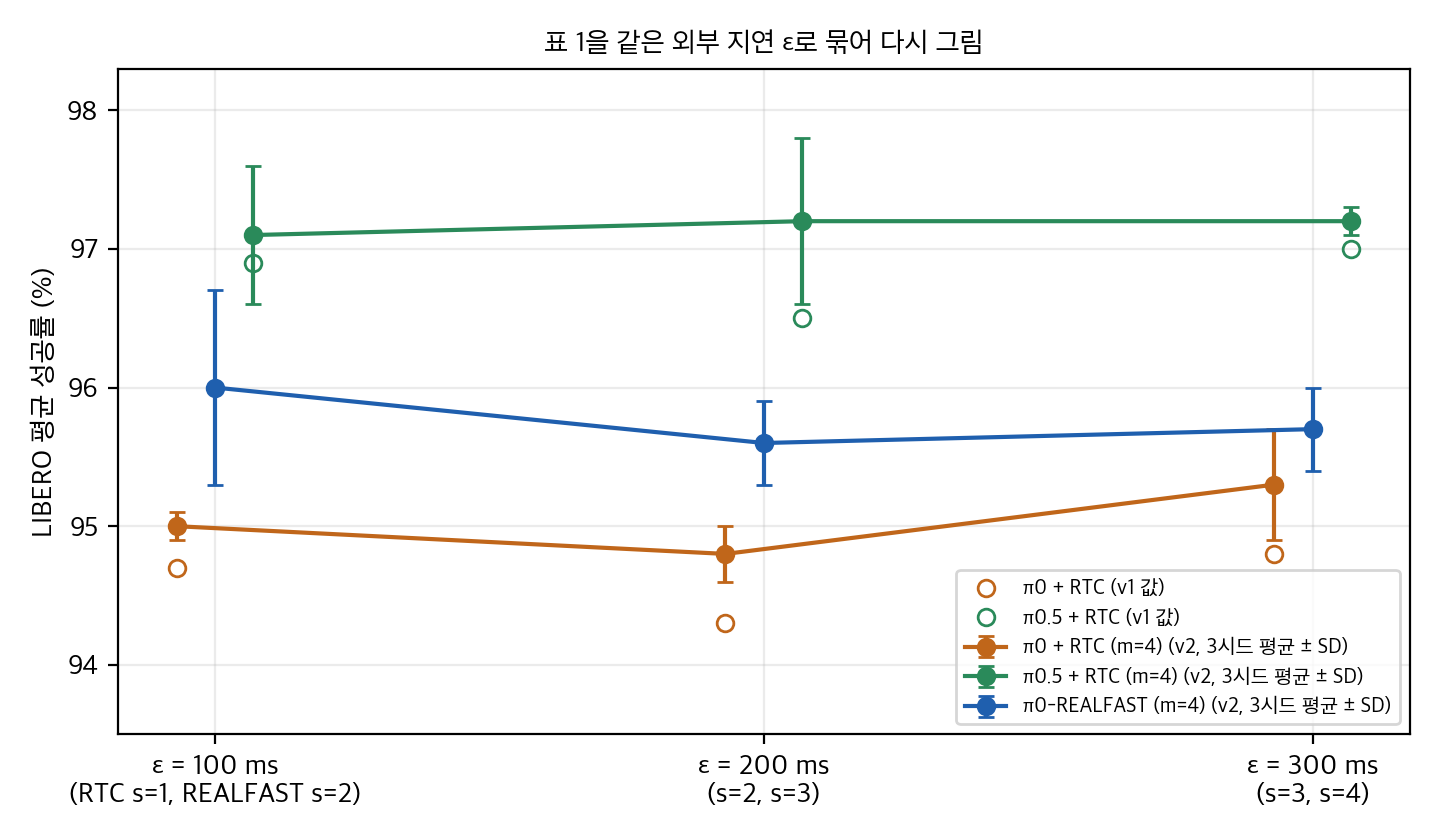 표 1을 같은 외부 지연 ε로 묶어 다시 그림
LIBERO 평균 성공률 (%)
98
97
96
95
94
π0 + RTC (v1 값)
π0.5 + RTC (v1 값)
π0 + RTC (m=4) (v2, 3시드 평균 ± SD)
π0.5 + RTC (m=4) (v2, 3시드 평균 ± SD)
π0-REALFAST (m=4) (v2, 3시드 평균 ± SD)
ε = 100 ms
(RTC s=1, REALFAST s=2)
ε = 200 ms
(s=2, s=3)
ε = 300 ms
(s=3, s=4)